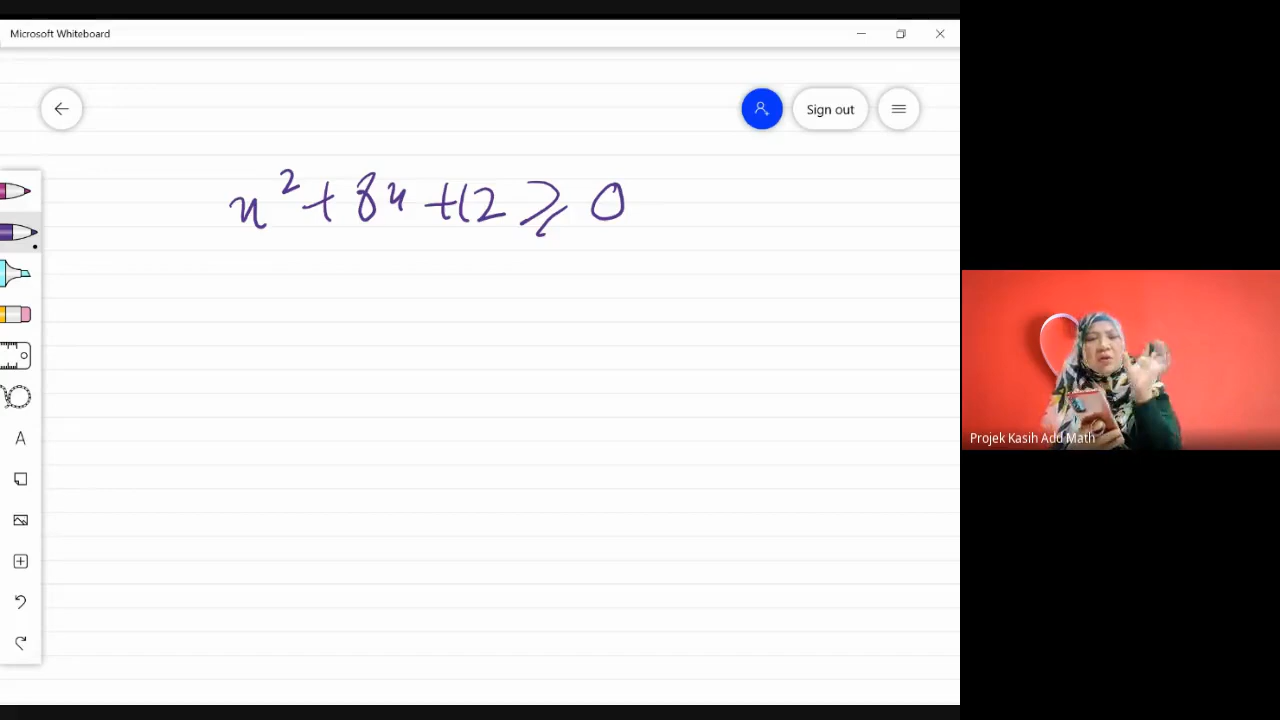 Microsoft Whiteboard
Sign out
x² + 8x + 12 ⩾ 0
A
Projek Kasih Add Math